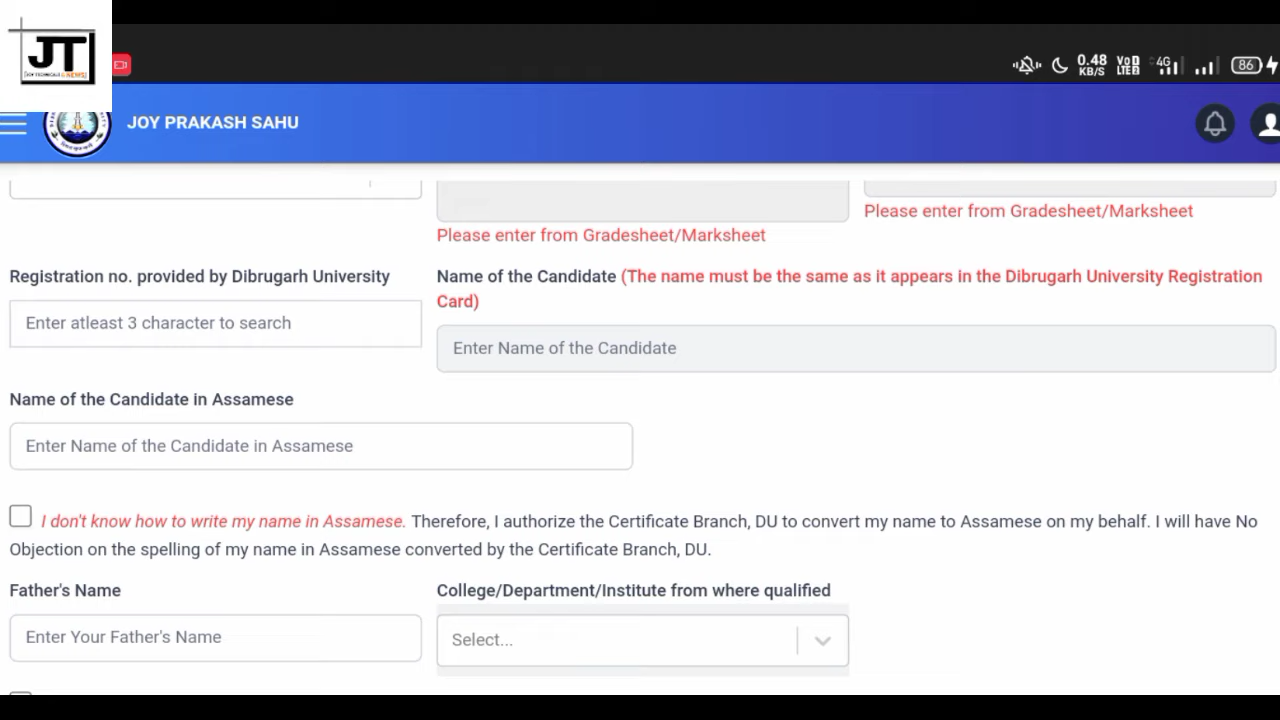 JT
JOY TECHNICALS & NEWS
0.48
KB/S
Vo
LTE
4G
86
JOY PRAKASH SAHU
Please enter from Gradesheet/Marksheet
Please enter from Gradesheet/Marksheet
Registration no. provided by Dibrugarh University
Enter atleast 3 character to search
Name of the Candidate (The name must be the same as it appears in the Dibrugarh University Registration
Card)
Enter Name of the Candidate
Name of the Candidate in Assamese
Enter Name of the Candidate in Assamese
I don't know how to write my name in Assamese. Therefore, I authorize the Certificate Branch, DU to convert my name to Assamese on my behalf. I will have No
Objection on the spelling of my name in Assamese converted by the Certificate Branch, DU.
Father's Name
Enter Your Father's Name
College/Department/Institute from where qualified
Select...